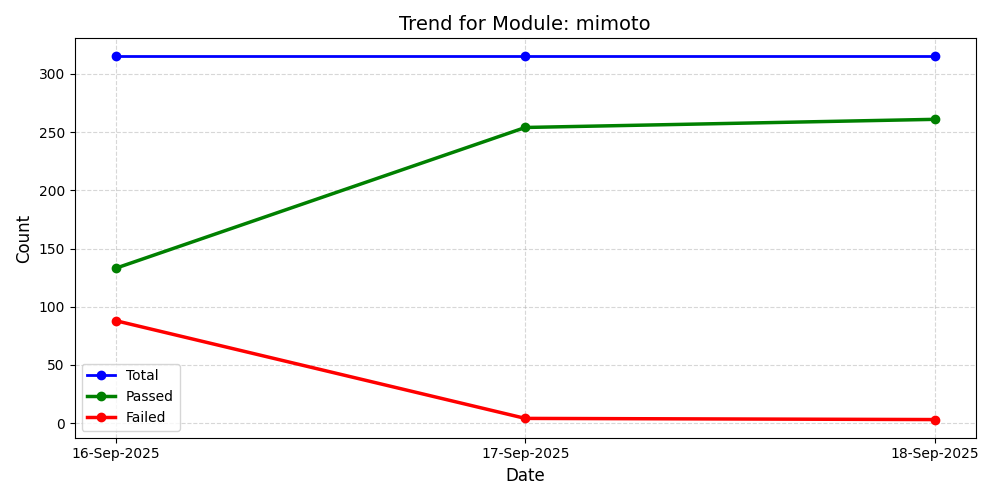 Trend for Module: mimoto
300
250
200
150
100
50
0
Count
Total
Passed
Failed
16-Sep-2025
17-Sep-2025
18-Sep-2025
Date